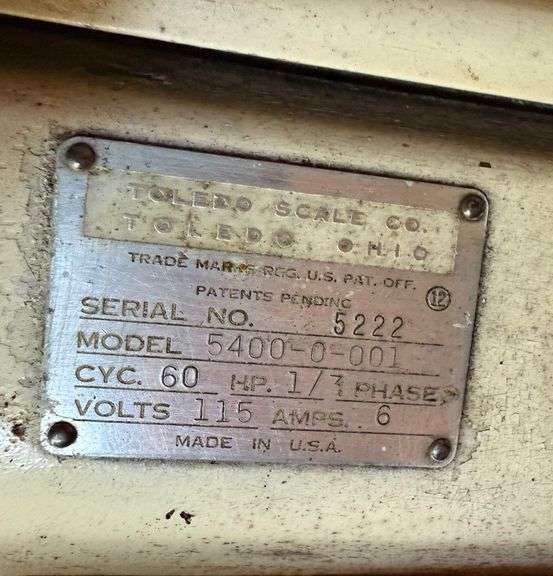 TOLEDO SCALE CO.
TOLEDO, OHIO
TRADE MARKS REG. U.S. PAT. OFF.
PATENTS PENDING 12
SERIAL NO. 5222
MODEL 5400-0-001
CYC. 60 HP. 1/3 PHASE
VOLTS 115 AMPS. 6
MADE IN U.S.A.